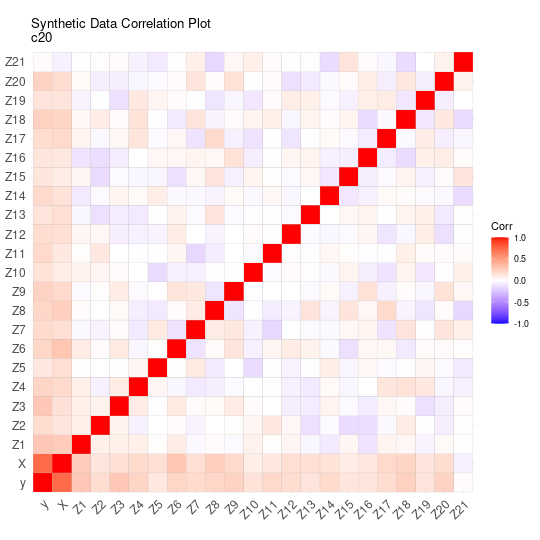 Synthetic Data Correlation Plot
c20
Z21
Z20
Z19
Z18
Z17
Z16
Z15
Z14
Z13
Z12
Z11
Z10
Z9
Z8
Z7
Z6
Z5
Z4
Z3
Z2
Z1
X
y
Corr
1.0
0.5
0.0
-0.5
-1.0
y X Z1 Z2 Z3 Z4 Z5 Z6 Z7 Z8 Z9 Z10 Z11 Z12 Z13 Z14 Z15 Z16 Z17 Z18 Z19 Z20 Z21